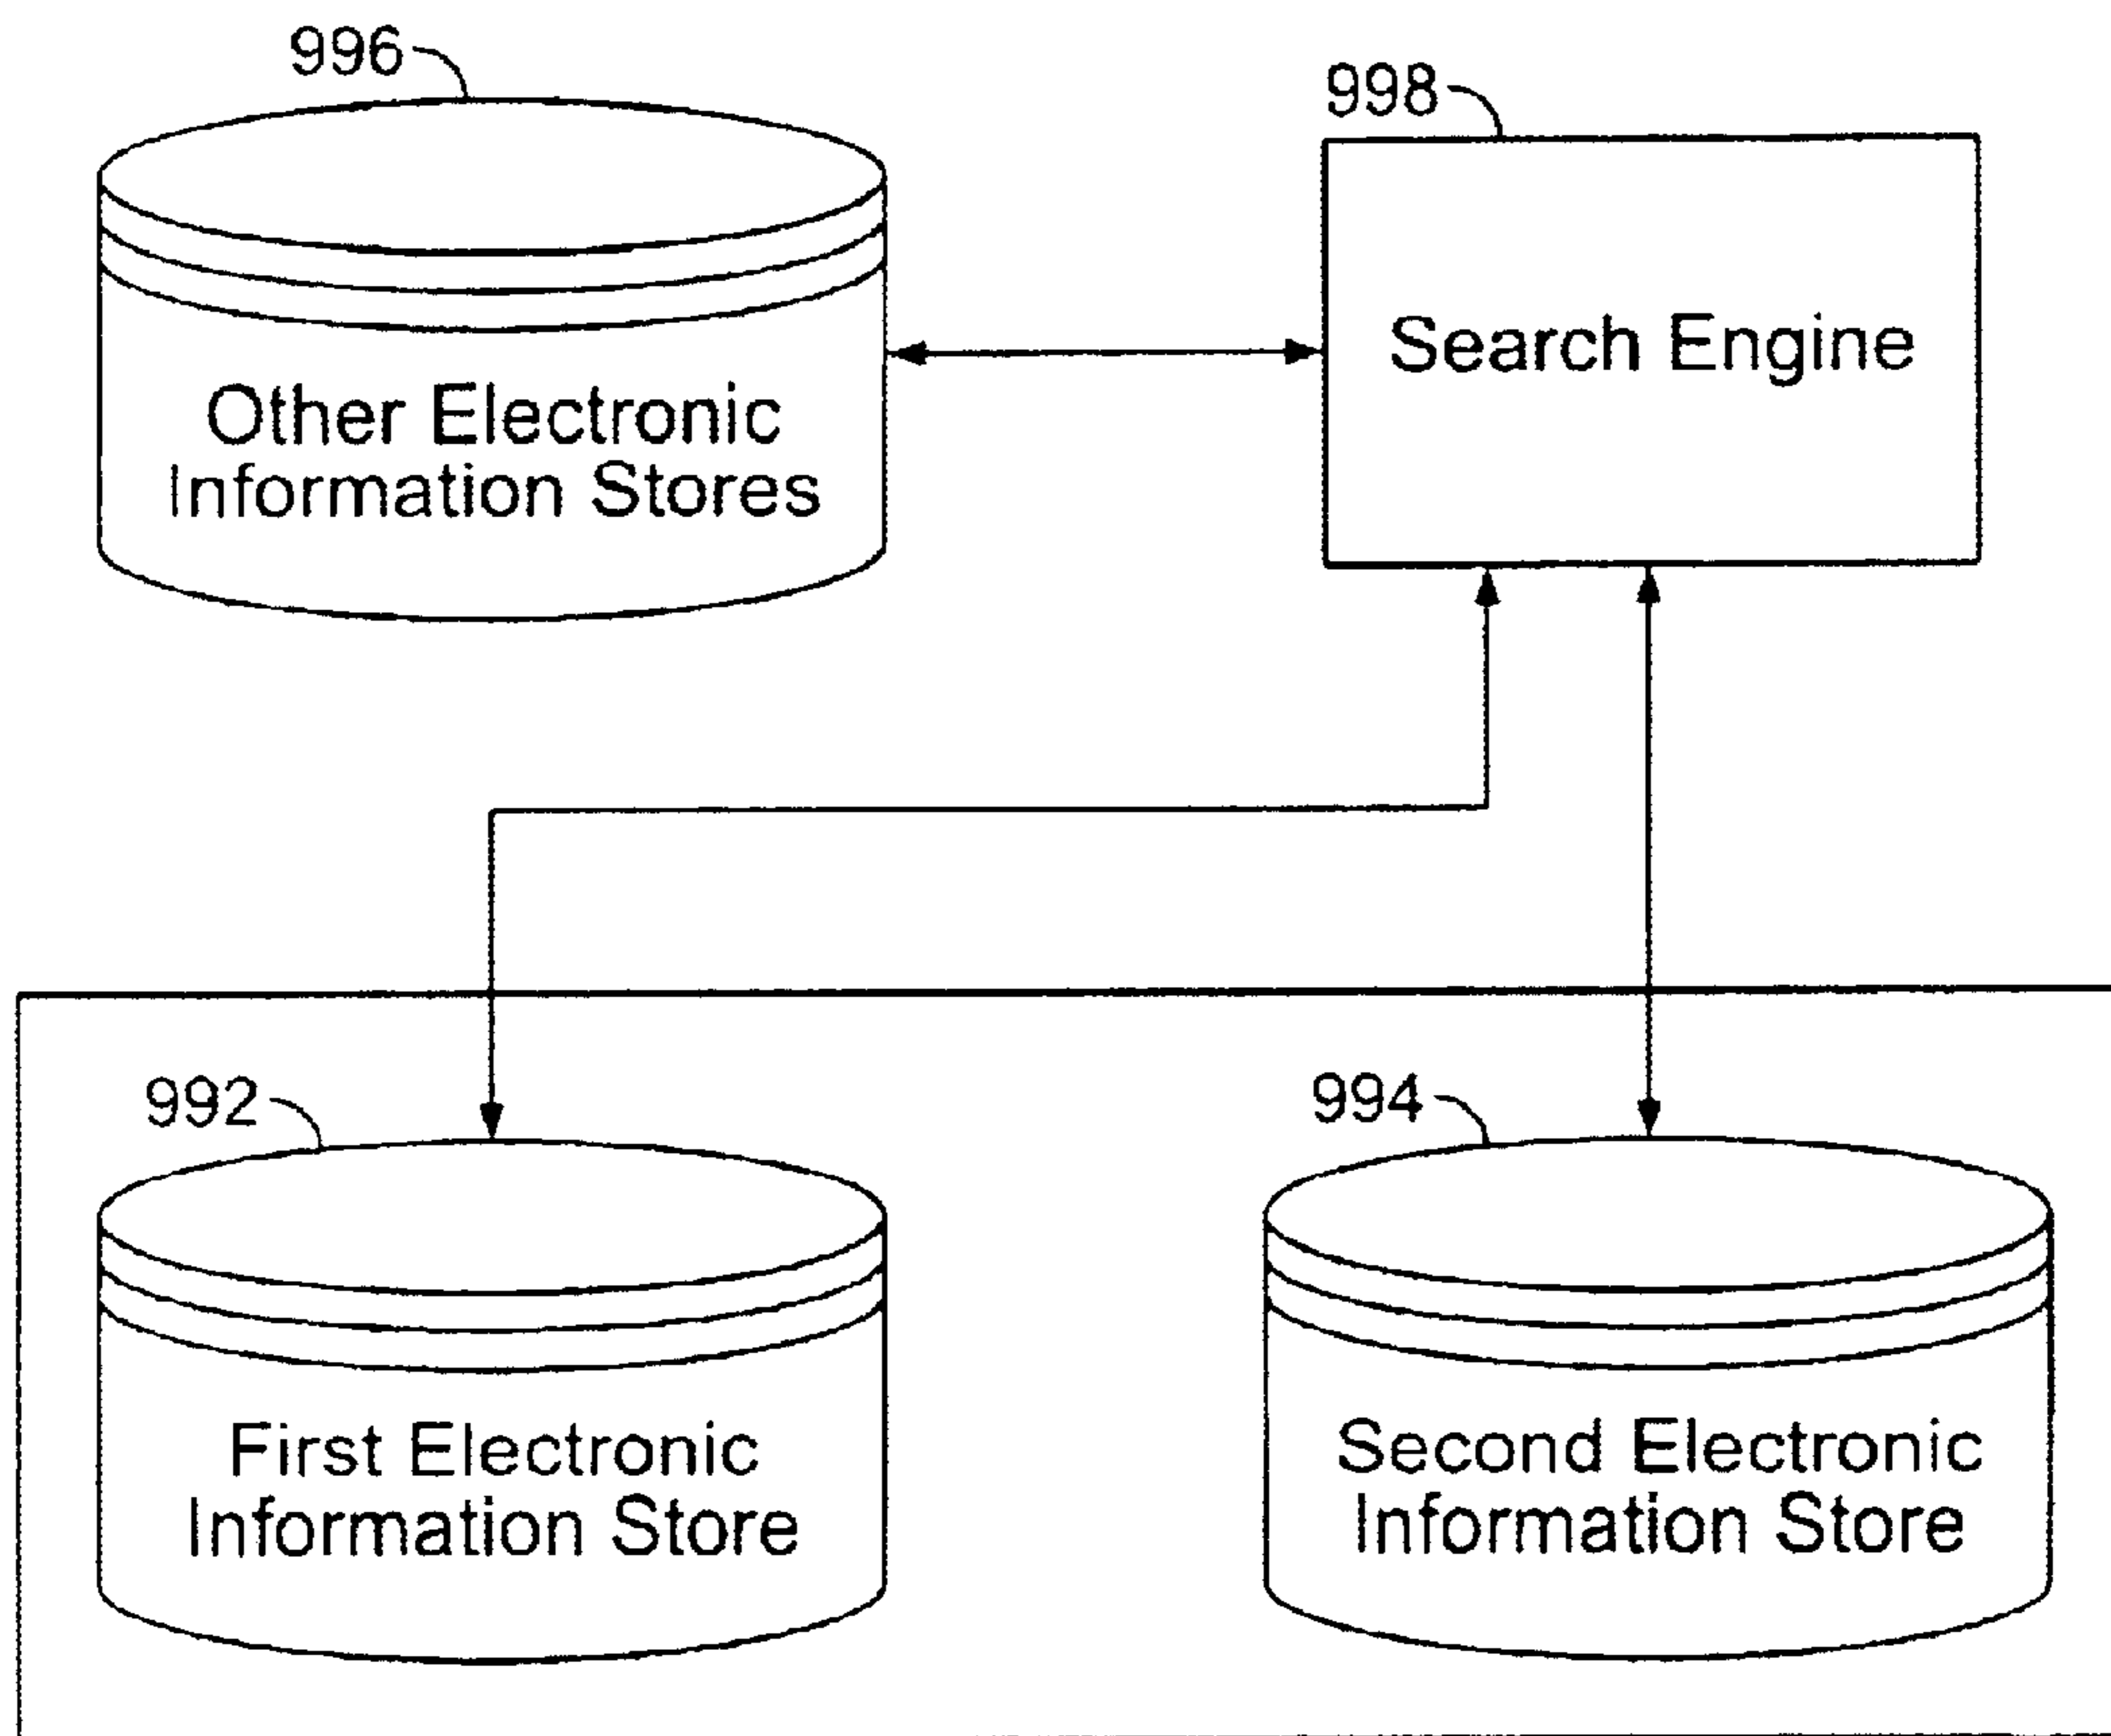 996
998
Other Electronic
Information Stores
Search Engine
992
994
First Electronic
Information Store
Second Electronic
Information Store